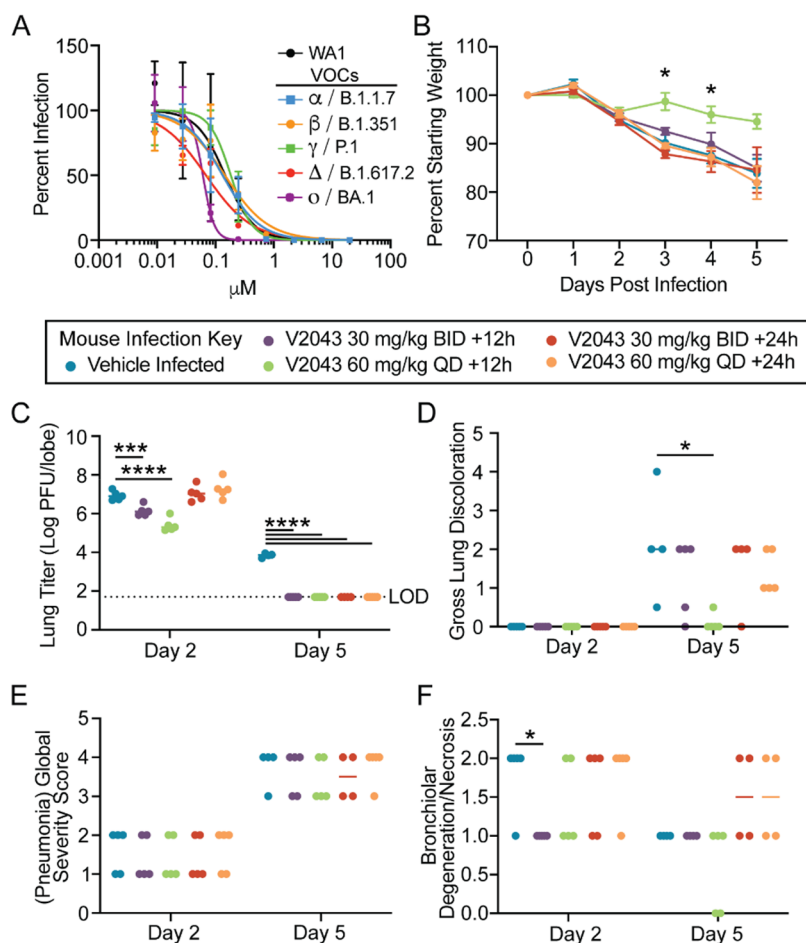 A
Percent Infection
150
100
50
0
0.001
0.01
0.1
1
10
100
μM
WA1
VOCs
α / B.1.1.7
β / B.1.351
γ / P.1
Δ / B.1.617.2
ο / BA.1
B
Percent Starting Weight
110
100
90
80
70
* *
0 1 2 3 4 5
Days Post Infection
Mouse Infection Key
Vehicle Infected
V2043 30 mg/kg BID +12h
V2043 60 mg/kg QD +12h
V2043 30 mg/kg BID +24h
V2043 60 mg/kg QD +24h
C
Lung Titer (Log PFU/lobe)
10
8
6
4
2
0
***
****
****
LOD
Day 2 Day 5
D
Gross Lung Discoloration
5
4
3
2
1
0
*
Day 2 Day 5
E
(Pneumonia) Global
Severity Score
5
4
3
2
1
0
Day 2 Day 5
F
Bronchiolar
Degeneration/Necrosis
2.5
2.0
1.5
1.0
0.5
0.0
*
Day 2 Day 5